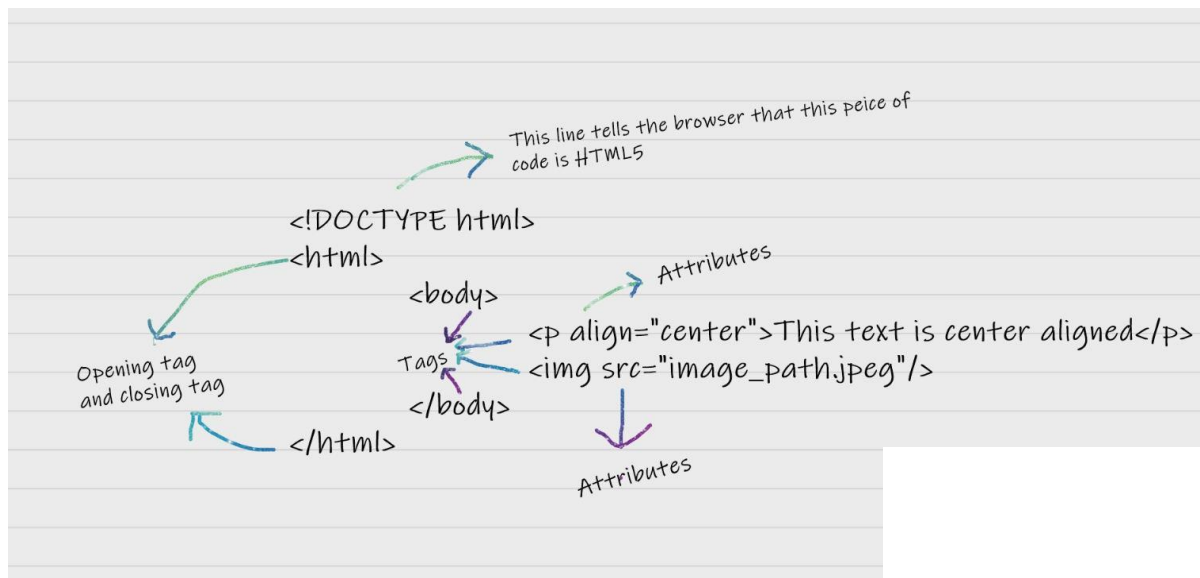 This line tells the browser that this peice of
code is HTML5
<!DOCTYPE html>
<html>
Attributes
<body>
<p align="center">This text is center aligned</p>
Tags
<img src="image_path.jpeg"/>
Opening tag
and closing tag
</body>
</html>
Attributes